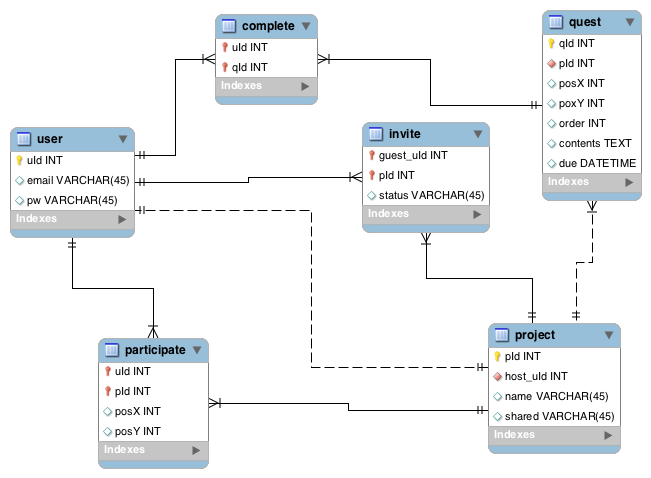 complete
uId INT
qId INT
Indexes
quest
qId INT
pId INT
posX INT
poxY INT
order INT
contents TEXT
due DATETIME
Indexes
user
uId INT
email VARCHAR(45)
pw VARCHAR(45)
Indexes
invite
guest_uId INT
pId INT
status VARCHAR(45)
Indexes
participate
uId INT
pId INT
posX INT
posY INT
Indexes
project
pId INT
host_uId INT
name VARCHAR(45)
shared VARCHAR(45)
Indexes